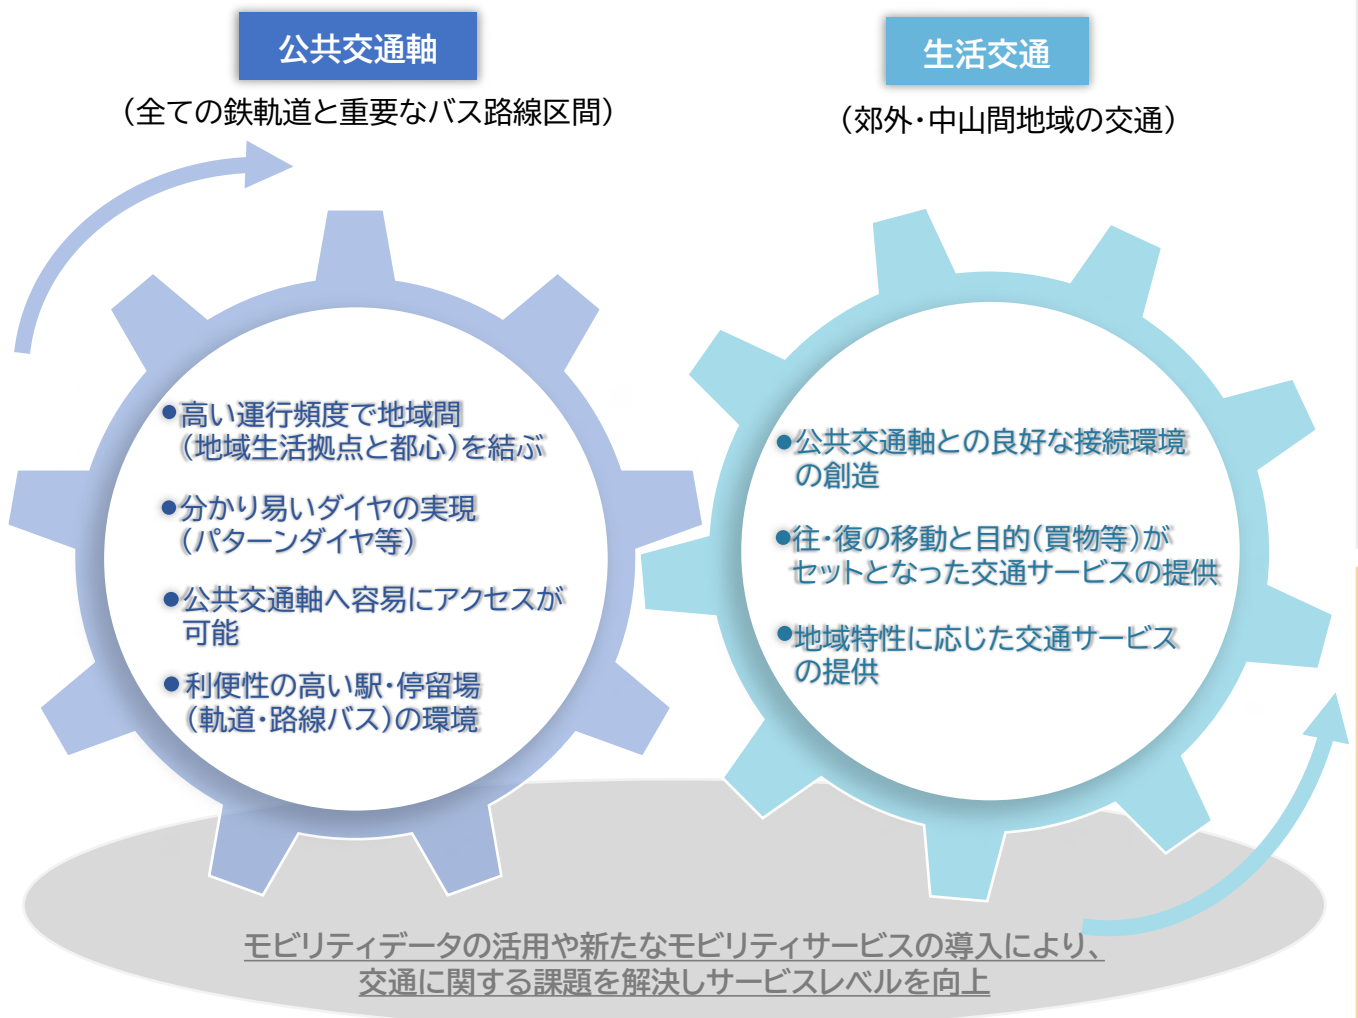 公共交通軸
（全ての鉄軌道と重要なバス路線区間）
●高い運行頻度で地域間
（地域生活拠点と都心）を結ぶ
●分かり易いダイヤの実現
（パターンダイヤ等）
●公共交通軸へ容易にアクセスが
可能
●利便性の高い駅・停留場
（軌道・路線バス）の環境
生活交通
（郊外・中山間地域の交通）
●公共交通軸との良好な接続環境
の創造
●往・復の移動と目的（買物等）が
セットとなった交通サービスの提供
●地域特性に応じた交通サービス
の提供
モビリティデータの活用や新たなモビリティサービスの導入により、
交通に関する課題を解決しサービスレベルを向上